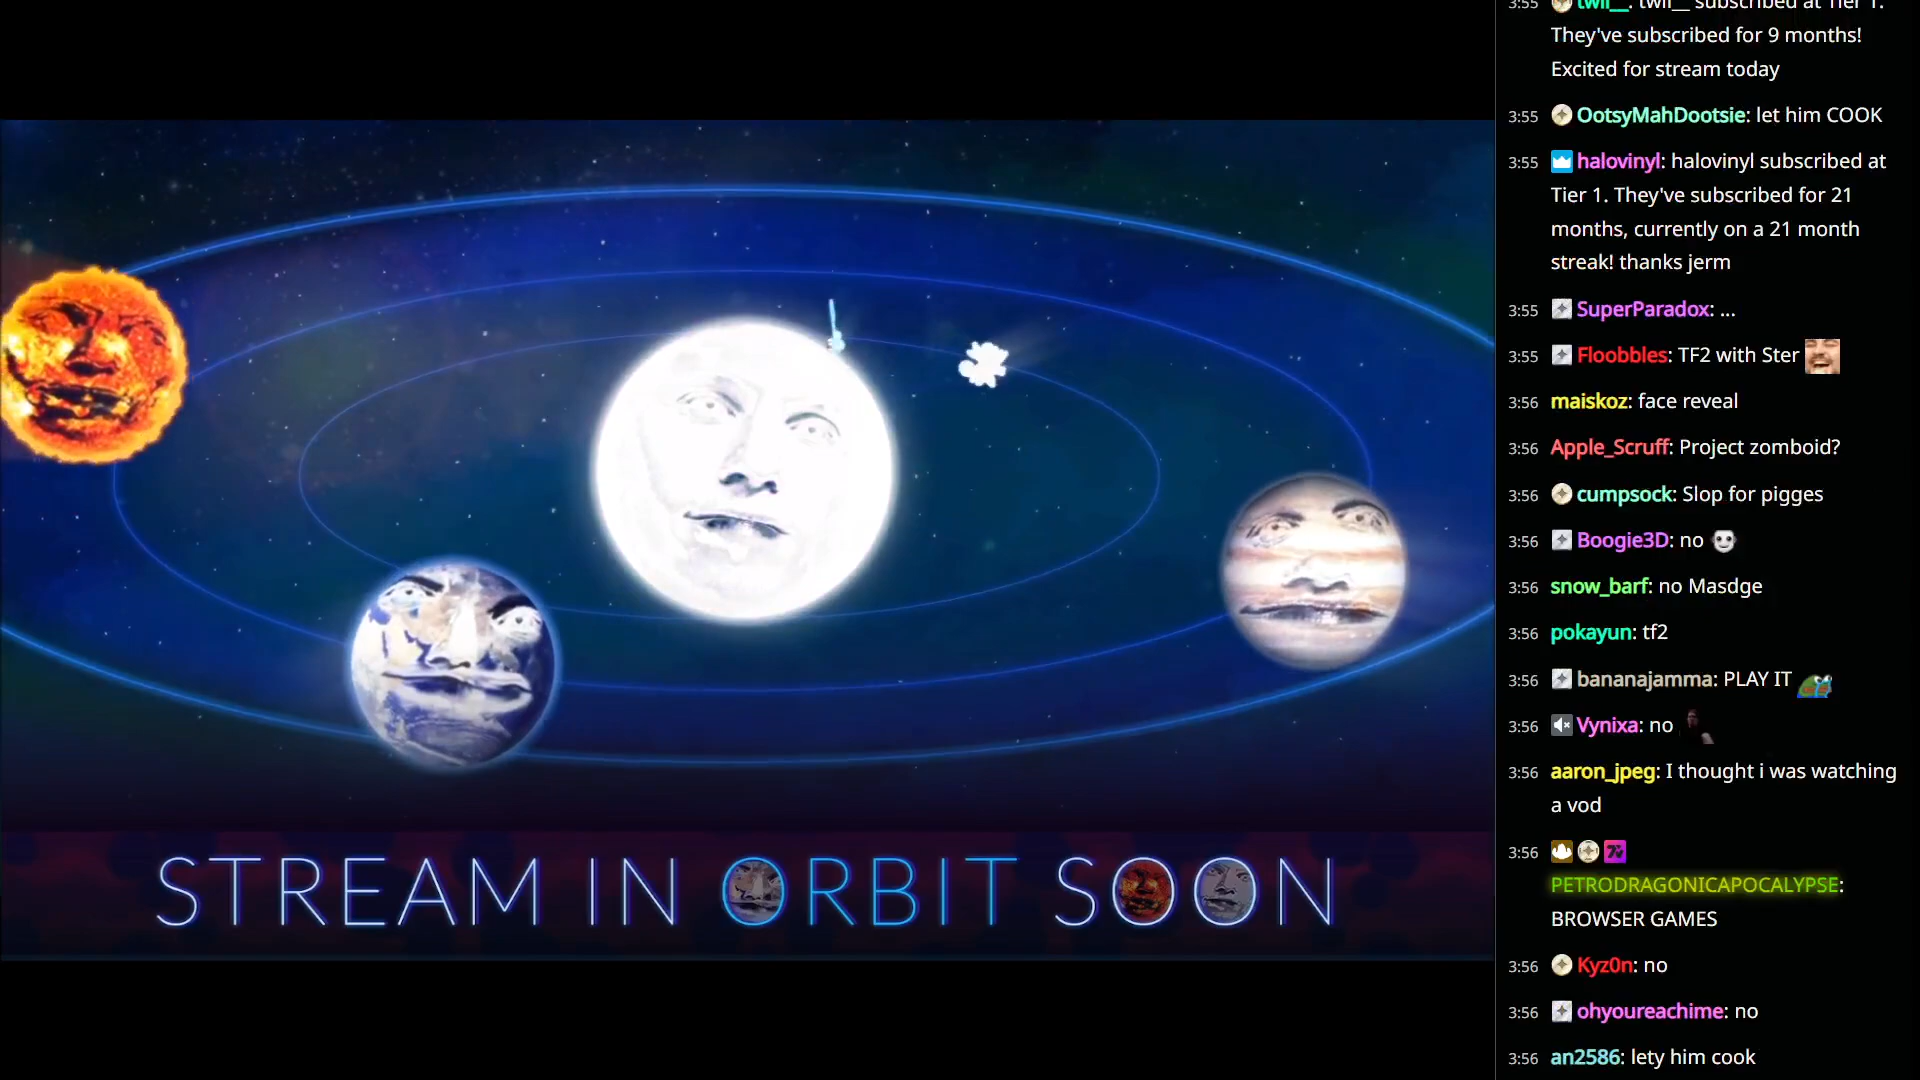 STREAM IN ORBIT SOON
They've subscribed for 9 months!
Excited for stream today
3:55 OotsyMahDootsie: let him COOK
3:55 halovinyl: halovinyl subscribed at
Tier 1. They've subscribed for 21
months, currently on a 21 month
streak! thanks jerm
3:55 SuperParadox: ...
3:55 Floobbles: TF2 with Ster
3:56 maiskoz: face reveal
3:56 Apple_Scruff: Project zomboid?
3:56 cumpsock: Slop for pigges
3:56 Boogie3D: no
3:56 snow_barf: no Masdge
3:56 pokayun: tf2
3:56 bananajamma: PLAY IT
3:56 Vynixa: no
3:56 aaron_jpeg: I thought i was watching
a vod
3:56
PETRODRAGONICAPOCALYPSE:
BROWSER GAMES
3:56 Kyz0n: no
3:56 ohyoureachime: no
3:56 an2586: lety him cook